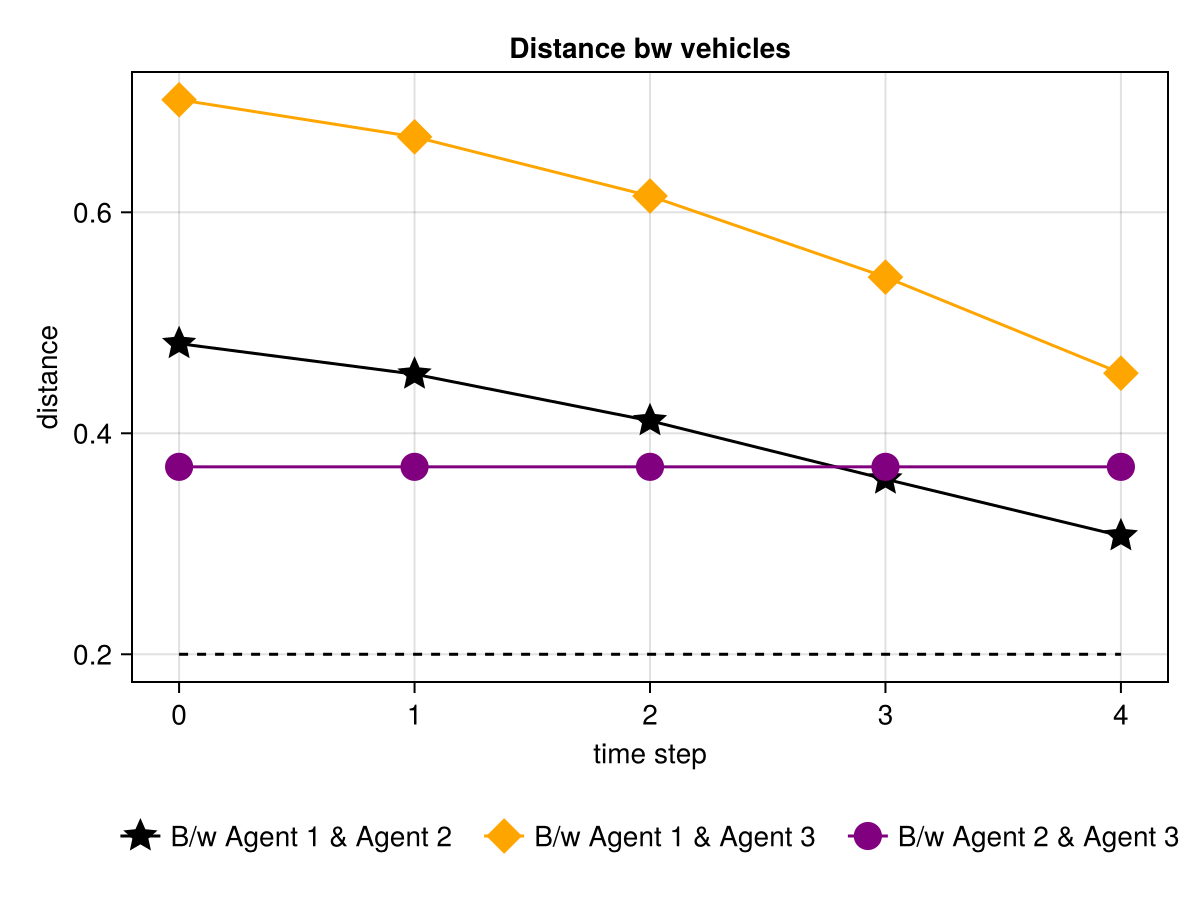 Distance bw vehicles
distance
0.6
0.4
0.2
0 1 2 3 4
time step
B/w Agent 1 & Agent 2 B/w Agent 1 & Agent 3 B/w Agent 2 & Agent 3